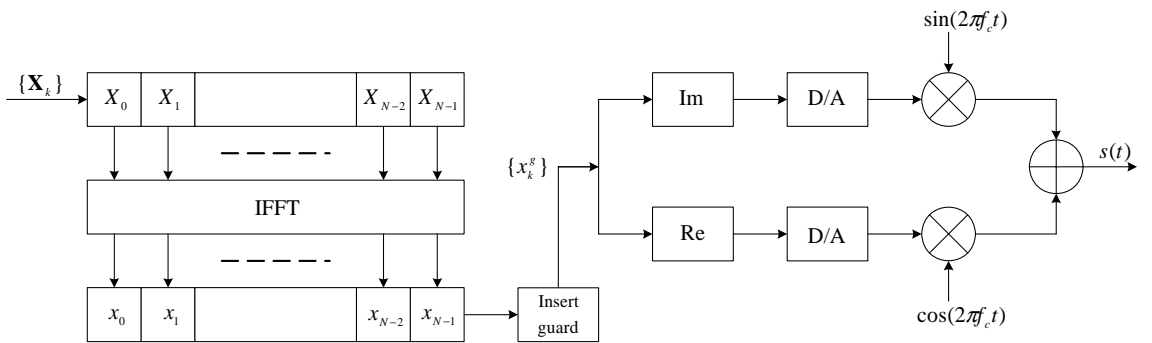 sin(2πf_c t)
{X_k}
X_0 X_1 X_{N-2} X_{N-1}
Im
D/A
{x_k^g}
s(t)
IFFT
Re
D/A
x_0 x_1 x_{N-2} x_{N-1}
Insert
guard
cos(2πf_c t)